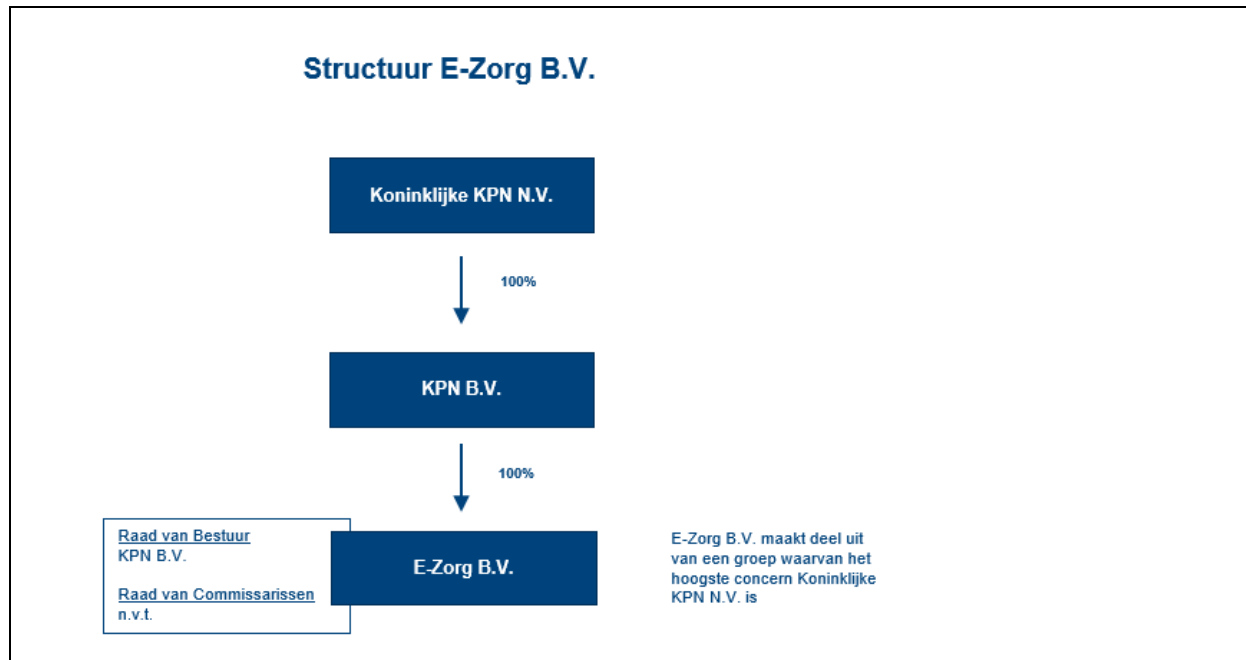 Structuur E-Zorg B.V.
Koninklijke KPN N.V.
100%
KPN B.V.
100%
Raad van Bestuur
KPN B.V.
Raad van Commissarissen
n.v.t.
E-Zorg B.V.
E-Zorg B.V. maakt deel uit
van een groep waarvan het
hoogste concern Koninklijke
KPN N.V. is